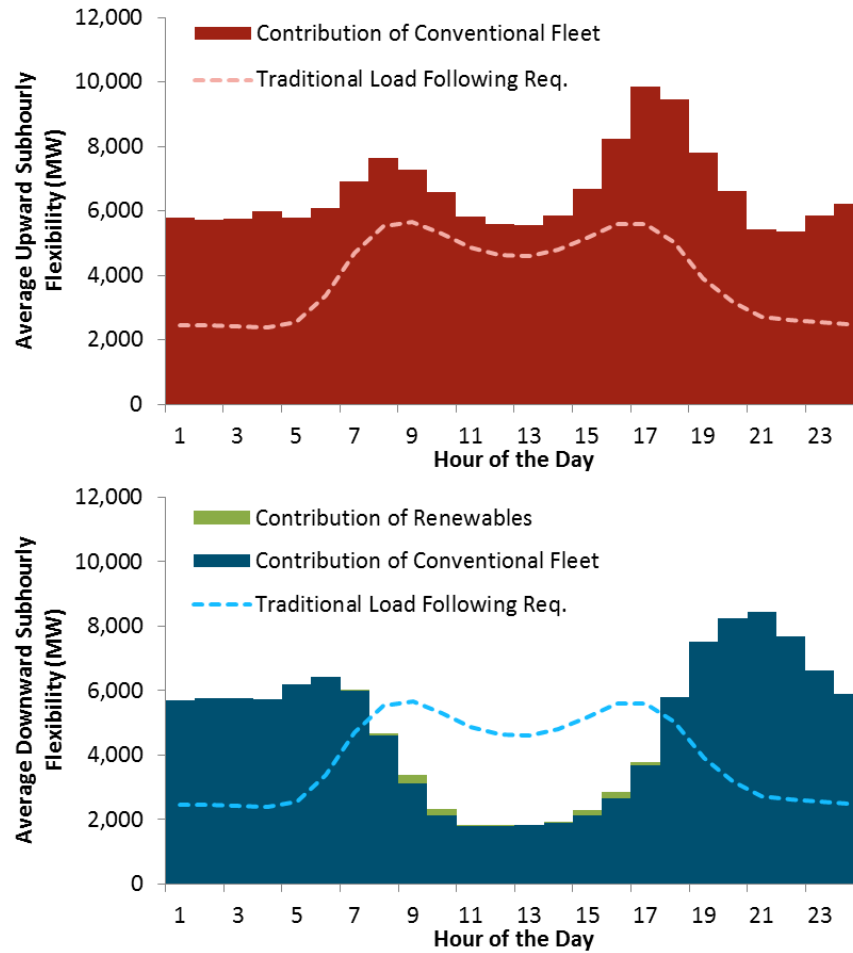 12,000
10,000
8,000
6,000
4,000
2,000
0
Average Upward Subhourly
Flexibility (MW)
Contribution of Conventional Fleet
Traditional Load Following Req.
1 3 5 7 9 11 13 15 17 19 21 23
Hour of the Day
12,000
10,000
8,000
6,000
4,000
2,000
0
Average Downward Subhourly
Flexibility (MW)
Contribution of Renewables
Contribution of Conventional Fleet
Traditional Load Following Req.
1 3 5 7 9 11 13 15 17 19 21 23
Hour of the Day